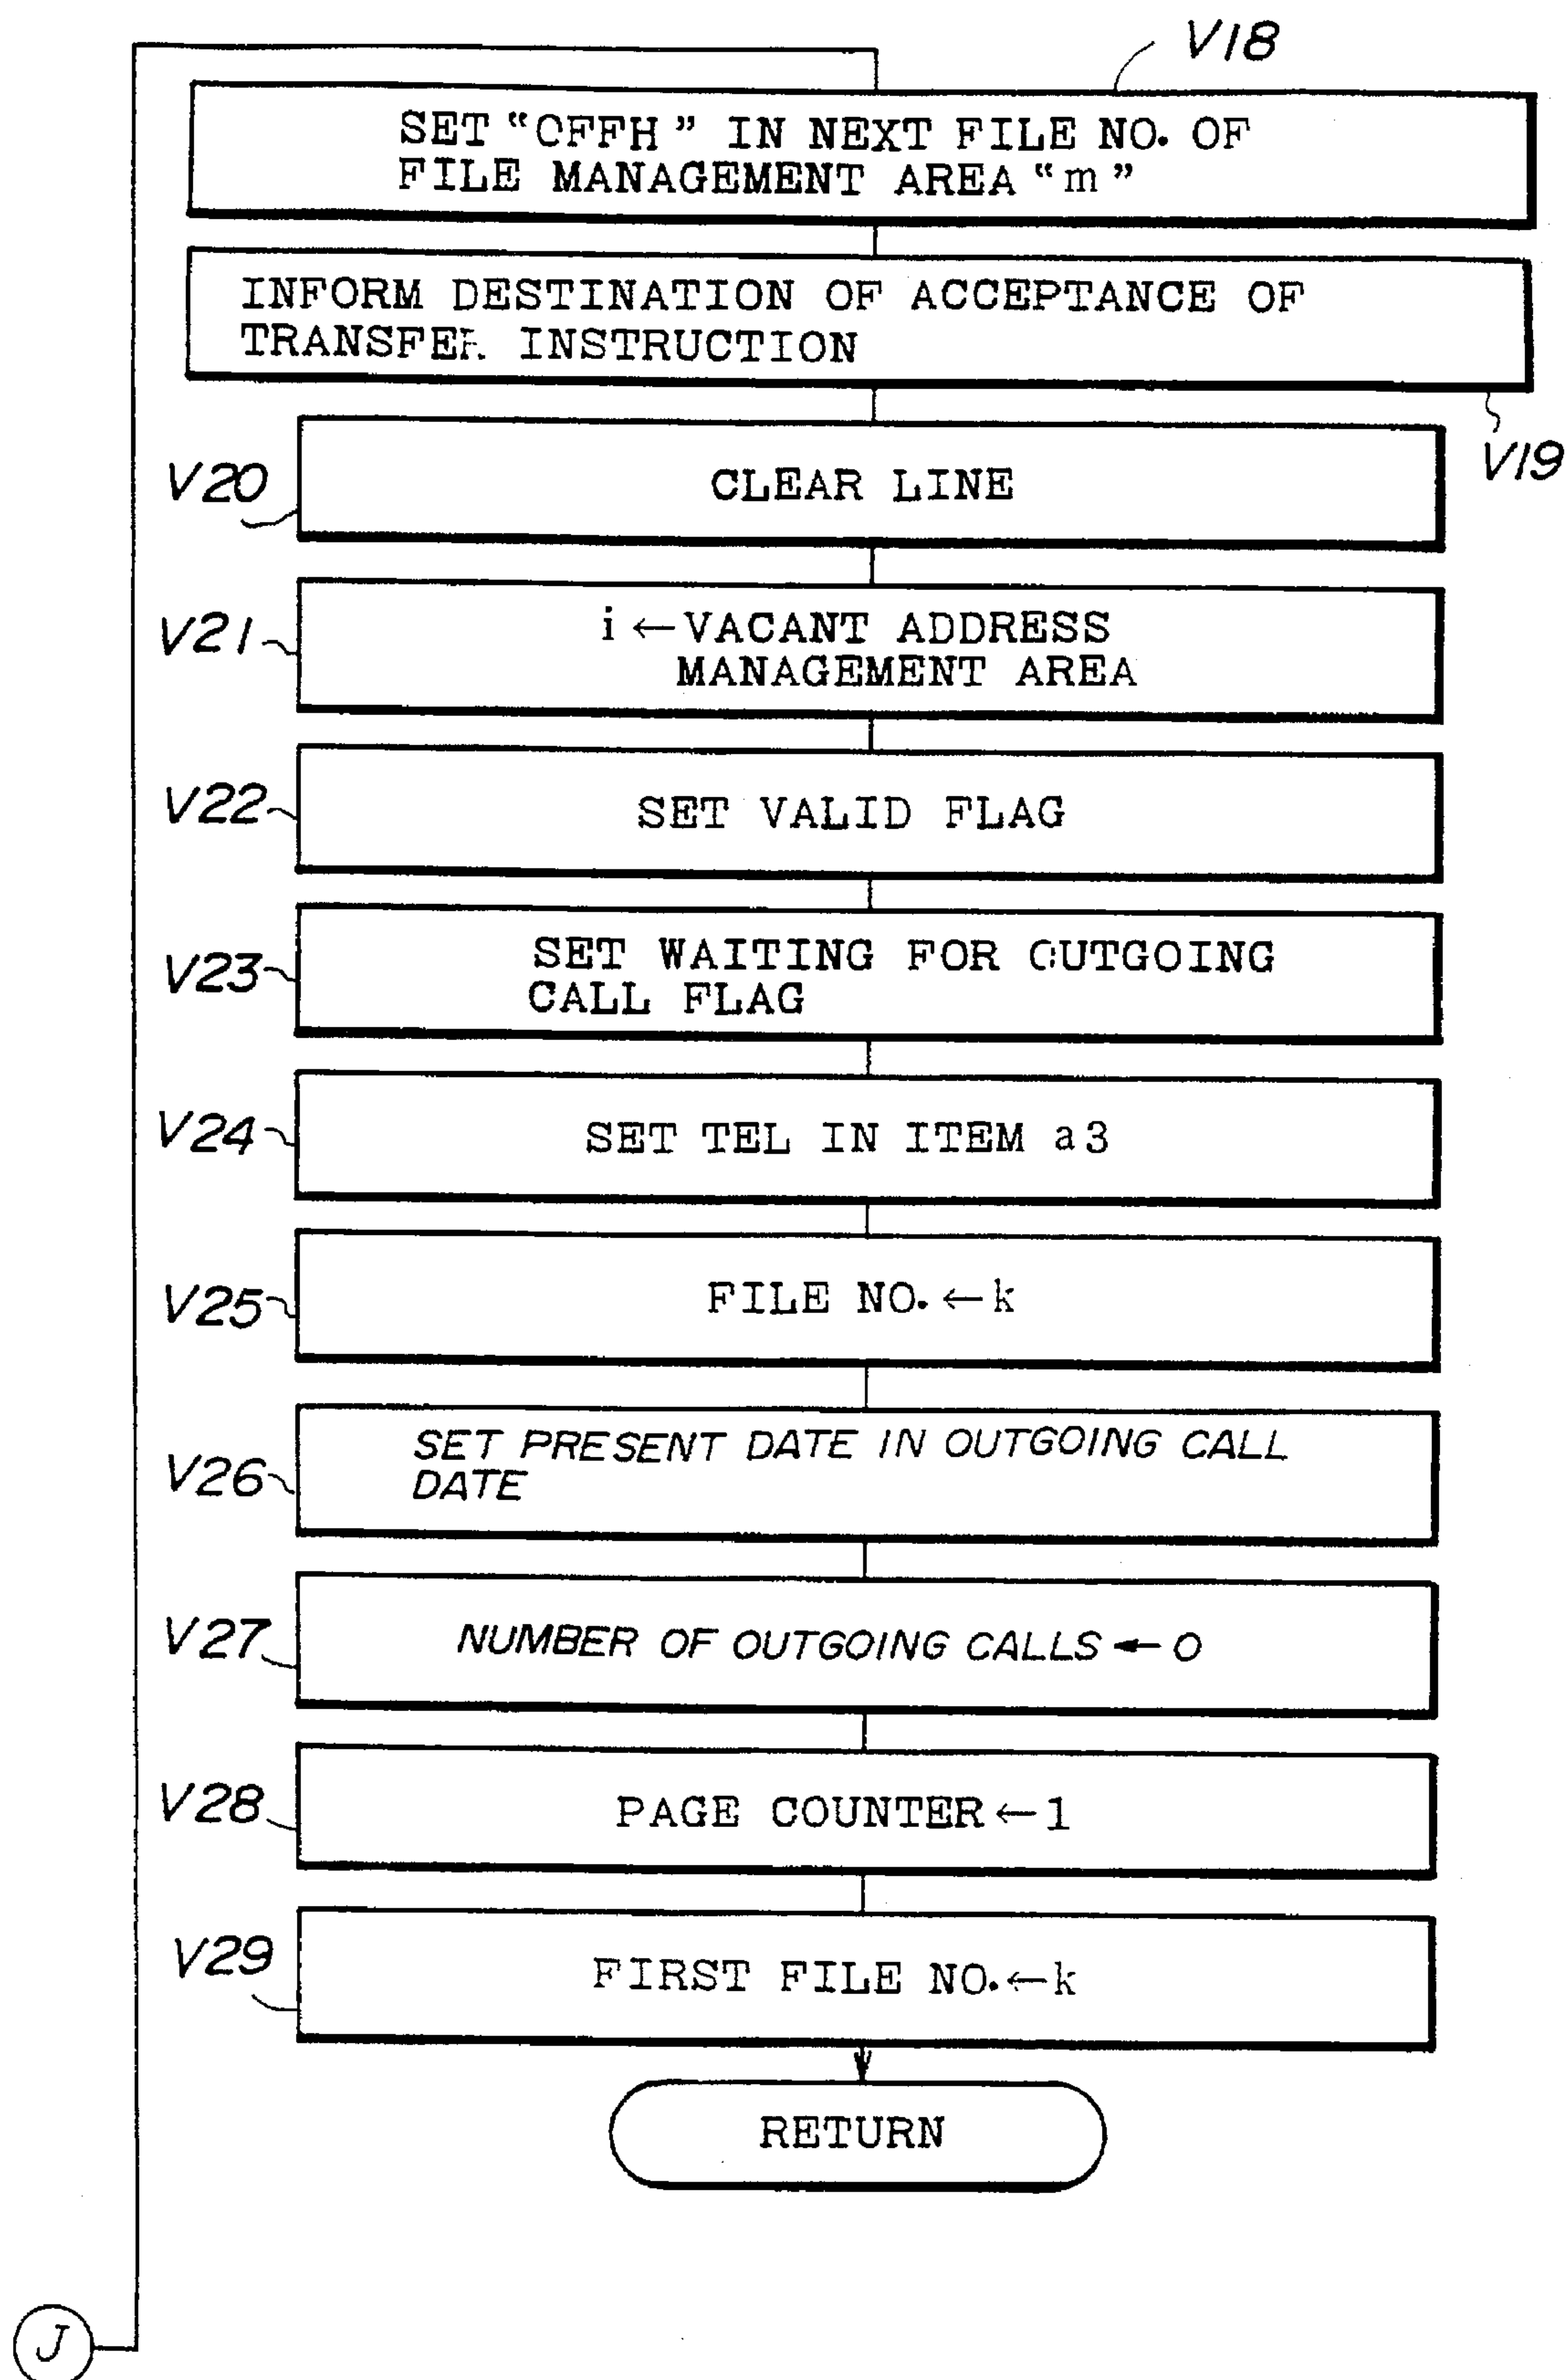 V18
SET "OFFH" IN NEXT FILE NO. OF
FILE MANAGEMENT AREA "m"
INFORM DESTINATION OF ACCEPTANCE OF
TRANSFER INSTRUCTION
V19
V20
CLEAR LINE
V21
i ← VACANT ADDRESS
MANAGEMENT AREA
V22
SET VALID FLAG
V23
SET WAITING FOR OUTGOING
CALL FLAG
V24
SET TEL IN ITEM a3
V25
FILE NO. ← k
V26
SET PRESENT DATE IN OUTGOING CALL
DATE
V27
NUMBER OF OUTGOING CALLS ← 0
V28
PAGE COUNTER ← 1
V29
FIRST FILE NO. ← k
RETURN
J